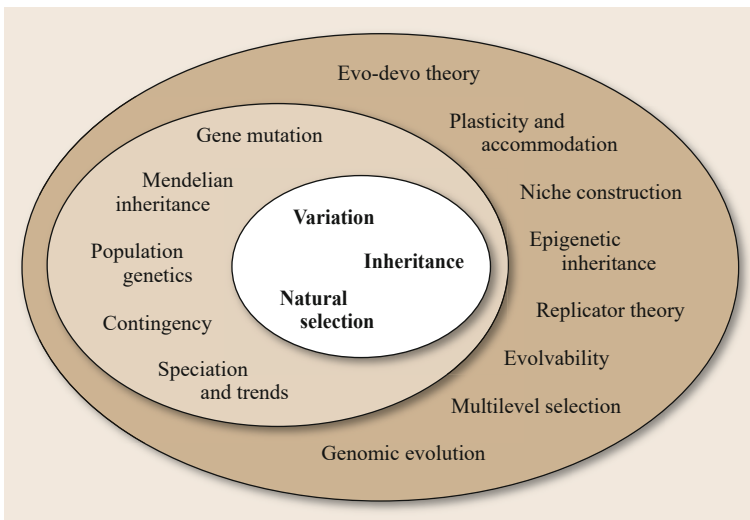 Evo-devo theory
Plasticity and
accommodation
Gene mutation
Mendelian
inheritance
Niche construction
Variation
Population
genetics
Inheritance
Epigenetic
inheritance
Natural
selection
Replicator theory
Contingency
Evolvability
Speciation
and trends
Multilevel selection
Genomic evolution